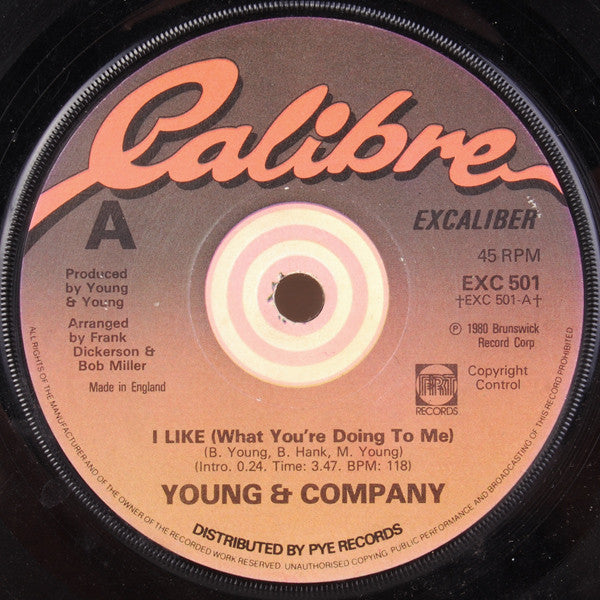 Calibre
A
EXCALIBER
45 RPM
EXC 501
†EXC 501-A†
Produced
by Young
& Young
Arranged
by Frank
Dickerson &
Bob Miller
Made in England
℗ 1980 Brunswick
Record Corp
PRT
RECORDS
Copyright
Control
I LIKE (What You're Doing To Me)
(B. Young, B. Hank, M. Young)
(Intro. 0.24. Time: 3.47. BPM: 118)
YOUNG & COMPANY
DISTRIBUTED BY PYE RECORDS
ALL RIGHTS OF THE MANUFACTURER AND OF THE OWNER OF THE RECORDED WORK RESERVED. UNAUTHORISED COPYING, PUBLIC PERFORMANCE AND BROADCASTING OF THIS RECORD PROHIBITED.